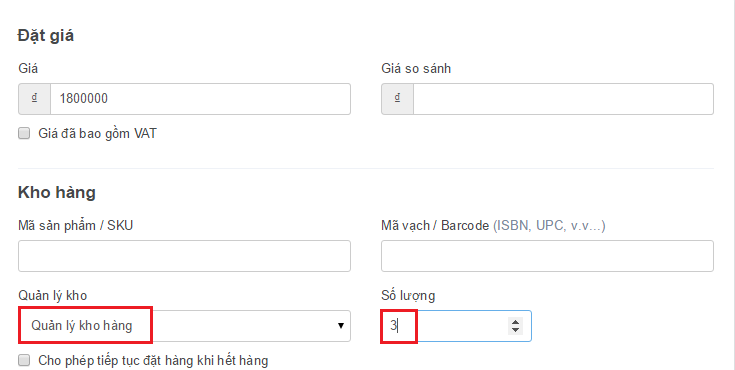 Đặt giá
Giá
Giá so sánh
₫ 1800000
₫
Giá đã bao gồm VAT
Kho hàng
Mã sản phẩm / SKU
Mã vạch / Barcode (ISBN, UPC, v.v...)
Quản lý kho
Số lượng
Quản lý kho hàng
3
Cho phép tiếp tục đặt hàng khi hết hàng